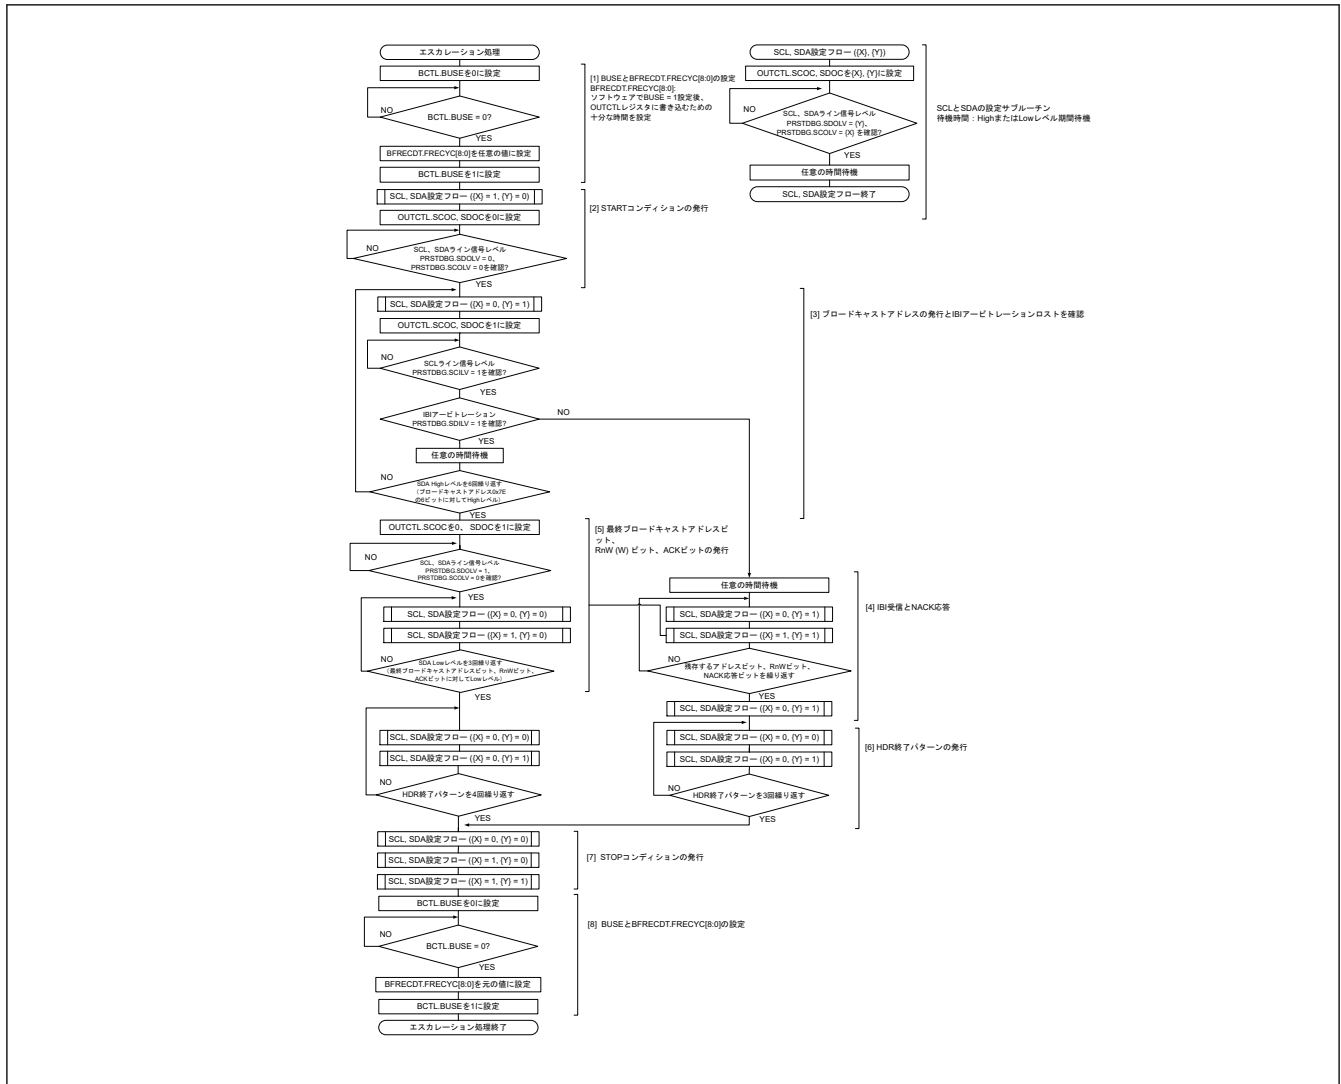 エスカレーション処理
BCTL.BUSEを0に設定
NO
BCTL.BUSE = 0?
YES
BFRECDT.FRECYC[8:0]を任意の値に設定
BCTL.BUSEを1に設定
[1] BUSEとBFRECDT.FRECYC[8:0]の設定
BFRECDT.FRECYC[8:0]:
ソフトウェアでBUSE = 1設定後、
OUTCTLレジスタに書き込むための
十分な時間を設定
SCL, SDA設定フロー ({X}, {Y})
OUTCTL.SCOC, SDOCを{X}, {Y}に設定
NO
SCL、SDAライン信号レベル
PRSTDBG.SDOLV = {Y}、
PRSTDBG.SCOLV = {X} を確認?
YES
任意の時間待機
SCL, SDA設定フロー終了
SCLとSDAの設定サブルーチン
待機時間：HighまたはLowレベル期間待機
SCL, SDA設定フロー ({X} = 1, {Y} = 0)
OUTCTL.SCOC, SDOCを0に設定
NO
SCL、SDAライン信号レベル
PRSTDBG.SDOLV = 0、
PRSTDBG.SCOLV = 0を確認?
YES
[2] STARTコンディションの発行
SCL, SDA設定フロー ({X} = 0, {Y} = 1)
OUTCTL.SCOC, SDOCを1に設定
NO
SCLライン信号レベル
PRSTDBG.SCILV = 1を確認?
YES
IBIアービトレーション
PRSTDBG.SDILV = 1を確認?
NO
YES
任意の時間待機
NO
SDA Highレベルを6回繰り返す
（ブロードキャストアドレス0x7E
の6ビットに対してHighレベル）
YES
[3] ブロードキャストアドレスの発行とIBIアービトレーションロストを確認
OUTCTL.SCOCを0、 SDOCを1に設定
NO
SCL、SDAライン信号レベル
PRSTDBG.SDOLV = 1、
PRSTDBG.SCOLV = 0を確認?
YES
SCL, SDA設定フロー ({X} = 0, {Y} = 0)
SCL, SDA設定フロー ({X} = 1, {Y} = 0)
NO
SDA Lowレベルを3回繰り返す
（最終ブロードキャストアドレスビット、RnWビット、
ACKビットに対してLowレベル）
YES
[5] 最終ブロードキャストアドレスビ
ット、
RnW (W) ビット、ACKビットの発行
任意の時間待機
SCL, SDA設定フロー ({X} = 0, {Y} = 1)
SCL, SDA設定フロー ({X} = 1, {Y} = 1)
NO
残存するアドレスビット、RnWビット、
NACK応答ビットを繰り返す
YES
SCL, SDA設定フロー ({X} = 0, {Y} = 1)
[4] IBI受信とNACK応答
SCL, SDA設定フロー ({X} = 0, {Y} = 0)
SCL, SDA設定フロー ({X} = 0, {Y} = 1)
NO
HDR終了パターンを4回繰り返す
YES
SCL, SDA設定フロー ({X} = 0, {Y} = 0)
SCL, SDA設定フロー ({X} = 0, {Y} = 1)
NO
HDR終了パターンを3回繰り返す
YES
[6] HDR終了パターンの発行
SCL, SDA設定フロー ({X} = 0, {Y} = 0)
SCL, SDA設定フロー ({X} = 1, {Y} = 0)
SCL, SDA設定フロー ({X} = 1, {Y} = 1)
[7] STOPコンディションの発行
BCTL.BUSEを0に設定
NO
BCTL.BUSE = 0?
YES
BFRECDT.FRECYC[8:0]を元の値に設定
BCTL.BUSEを1に設定
エスカレーション処理終了
[8] BUSEとBFRECDT.FRECYC[8:0]の設定